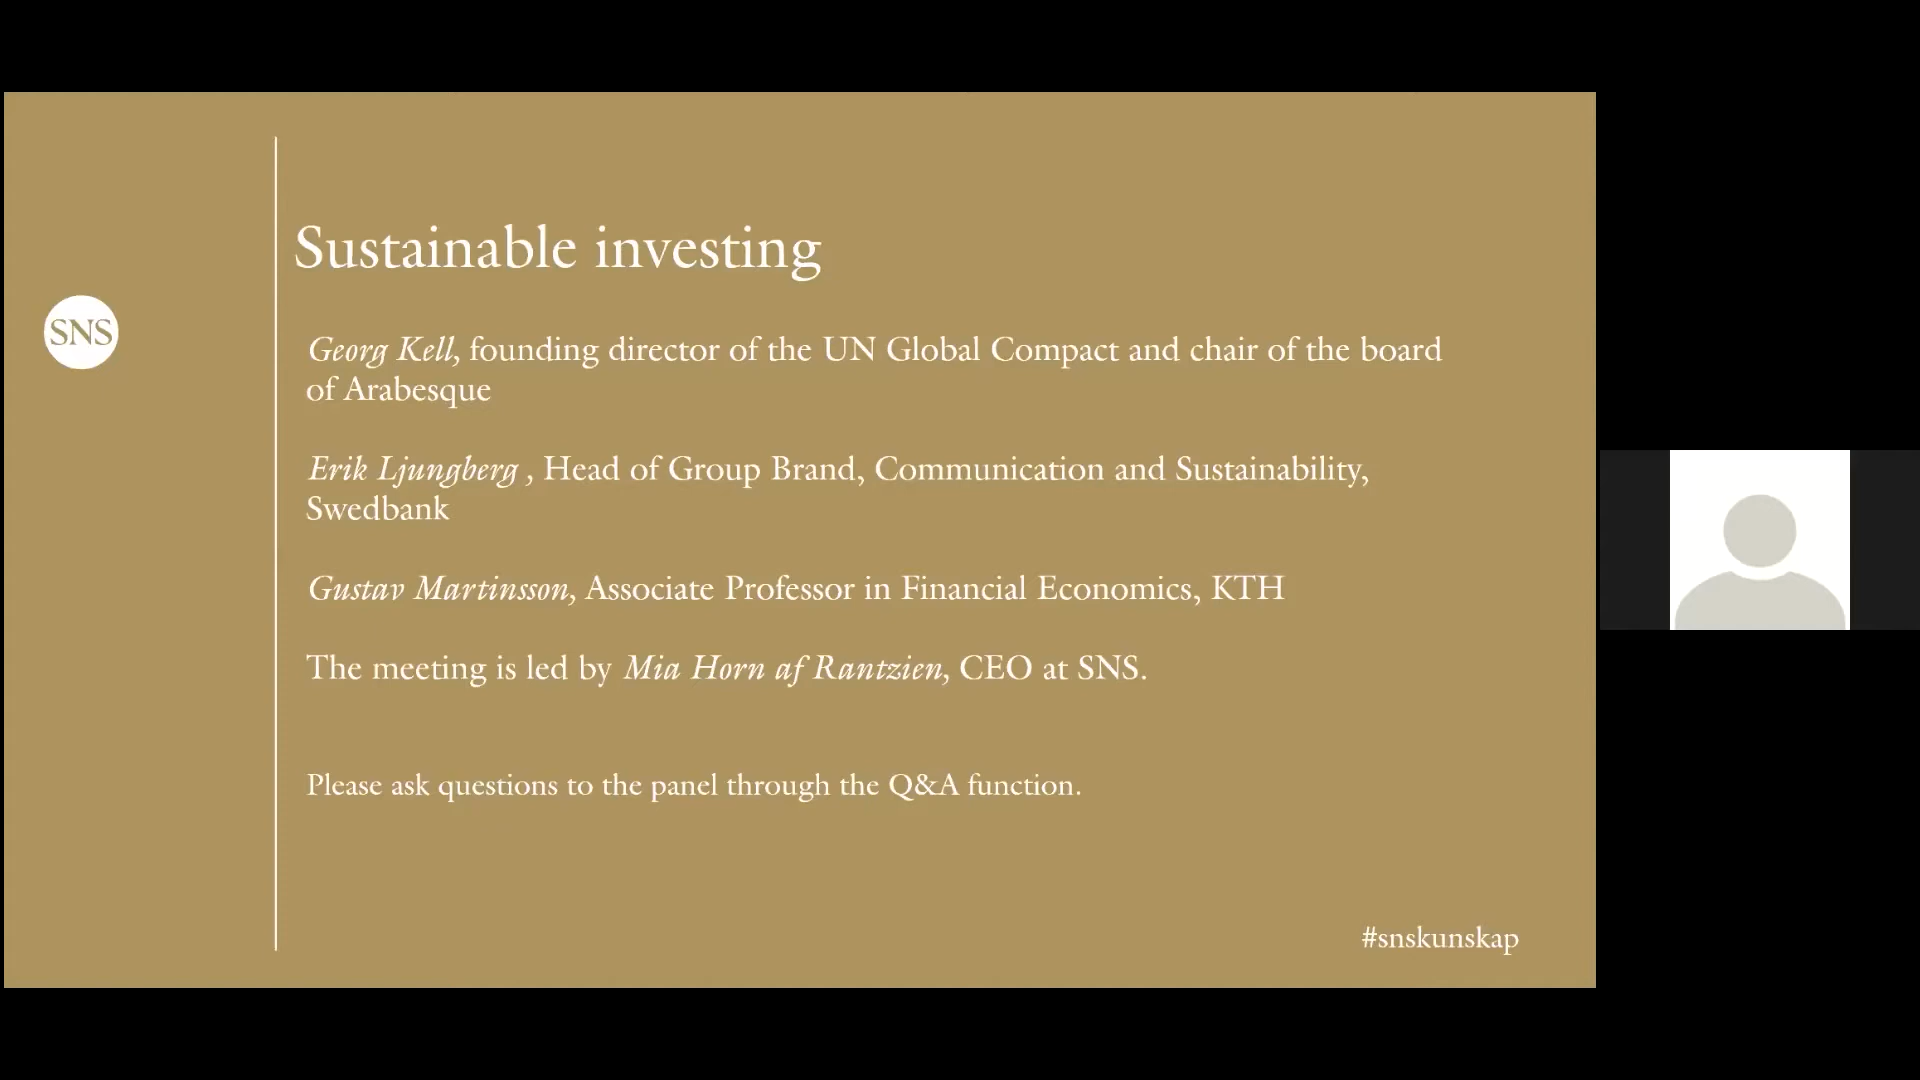 Sustainable investing
SNS
Georg Kell, founding director of the UN Global Compact and chair of the board
of Arabesque
Erik Ljungberg , Head of Group Brand, Communication and Sustainability,
Swedbank
Gustav Martinsson, Associate Professor in Financial Economics, KTH
The meeting is led by Mia Horn af Rantzien, CEO at SNS.
Please ask questions to the panel through the Q&A function.
#snskunskap